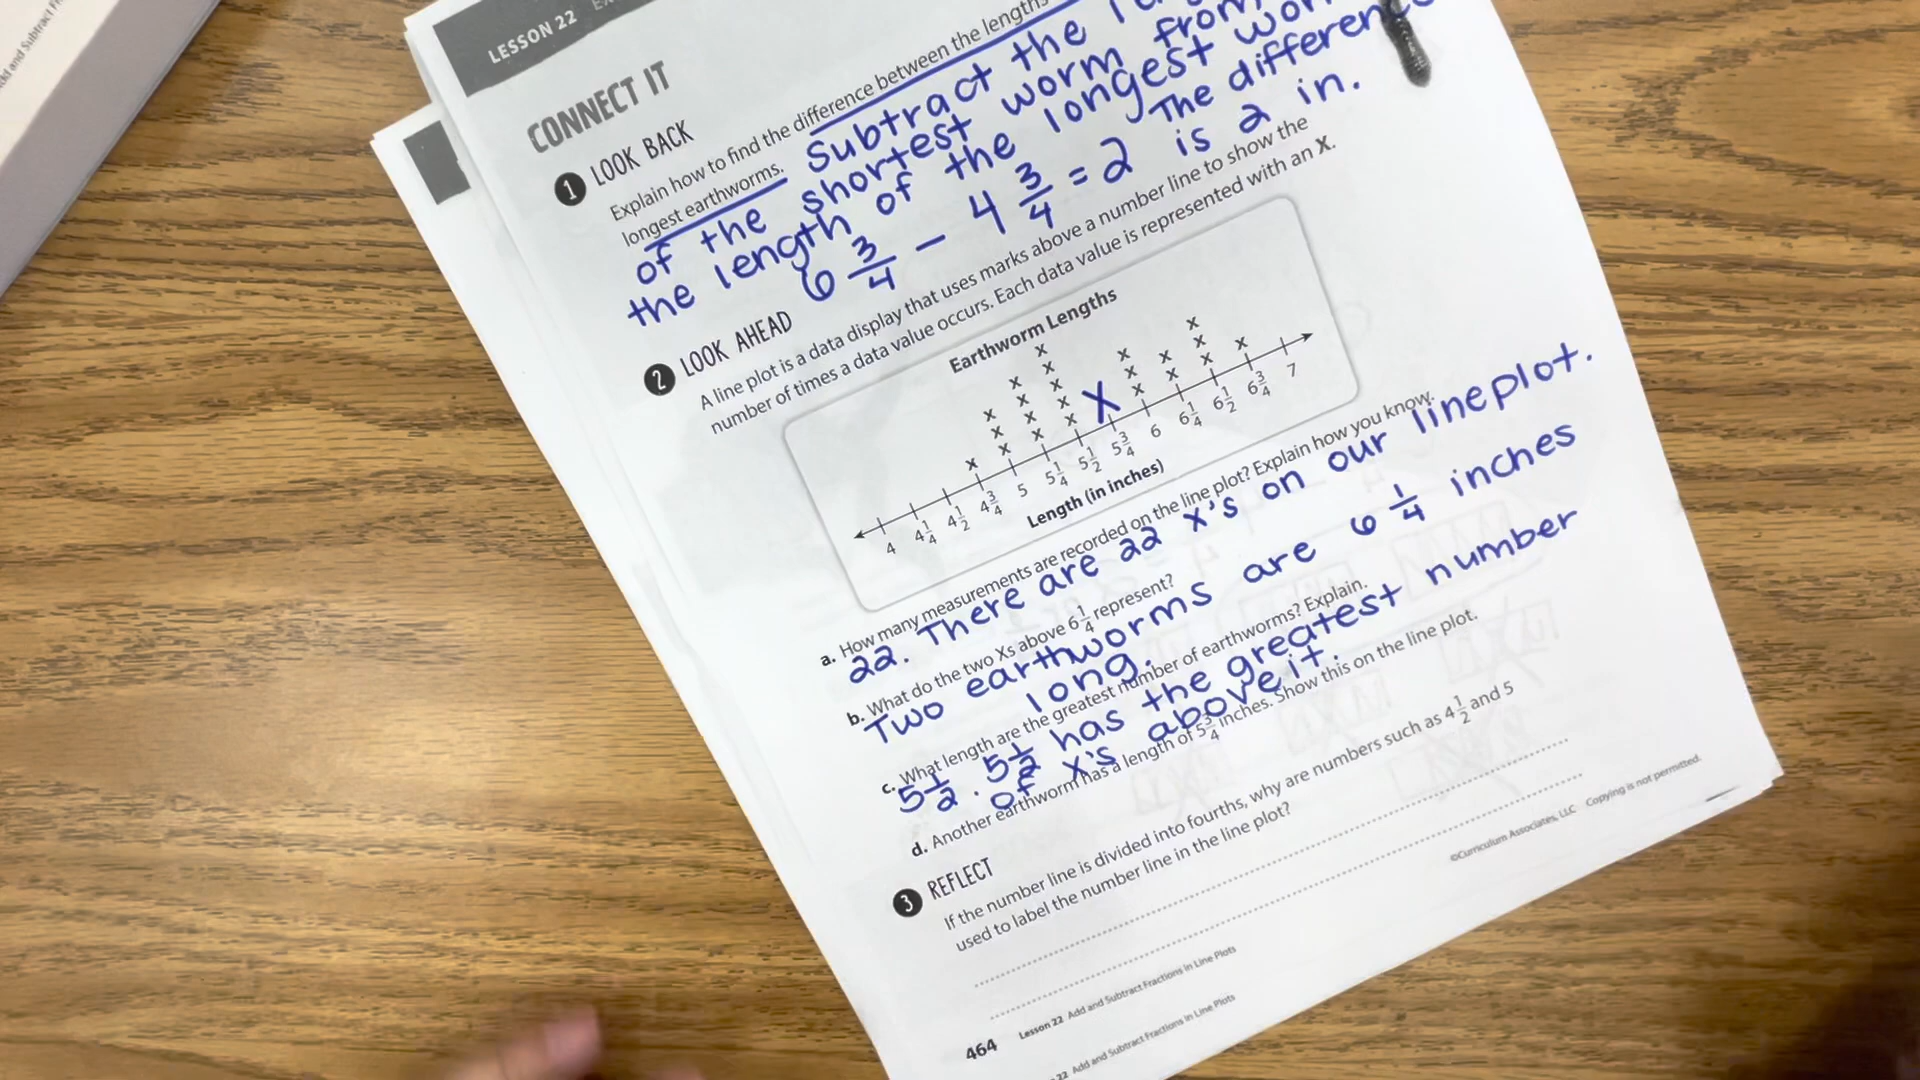 LESSON 22
CONNECT IT
1 LOOK BACK
Explain how to find the difference between the lengths
longest earthworms. Subtract the
of the shortest worm from
the length of the longest
6 3/4 - 4 3/4 = 2 The
is 2 in.
2 LOOK AHEAD
A line plot is a data display that uses marks above a number line to show the
number of times a data value occurs. Each data value is represented with an X.
Earthworm Lengths
4 4 1/4 4 1/2 4 3/4 5 5 1/4 5 1/2 5 3/4 6 6 1/4 6 1/2 6 3/4 7
Length (in inches)
a. How many measurements are recorded on the line plot? Explain how you know.
22. There are 22 x's on our lineplot.
b. What do the two Xs above 6 1/4 represent?
Two earthworms are 6 1/4 inches
long.
c. What length are the greatest number of earthworms? Explain.
5 1/2. 5 1/2 has the greatest number
of x's above it.
d. Another earthworm has a length of 5 3/4 inches. Show this on the line plot.
3 REFLECT
If the number line is divided into fourths, why are numbers such as 4 1/2 and 5
used to label the number line in the line plot?
464 Lesson 22 Add and Subtract Fractions in Line Plots
©Curriculum Associates, LLC Copying is not permitted.
22 Add and Subtract Fractions in Line Plots